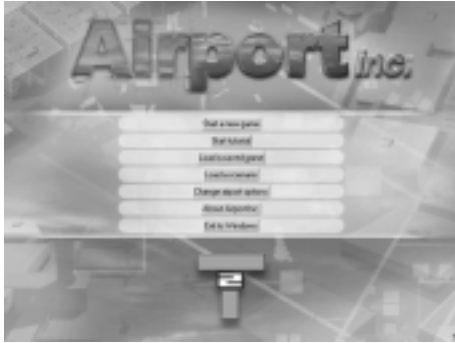 Airport inc.
Start a new game
Start tutorial
Load a saved game
Load scenario
Change airport options
About Airport Inc
Exit to Windows